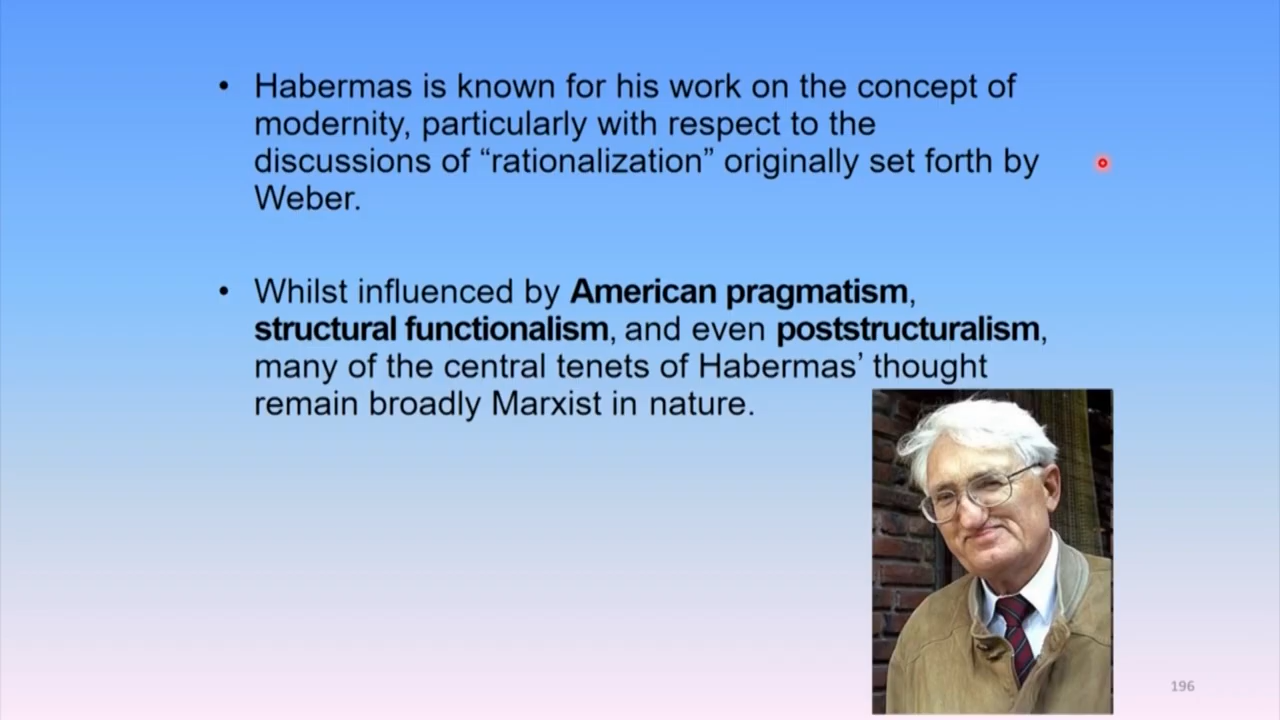 • Habermas is known for his work on the concept of
modernity, particularly with respect to the
discussions of “rationalization” originally set forth by
Weber.
• Whilst influenced by American pragmatism,
structural functionalism, and even poststructuralism,
many of the central tenets of Habermas’ thought
remain broadly Marxist in nature.
196